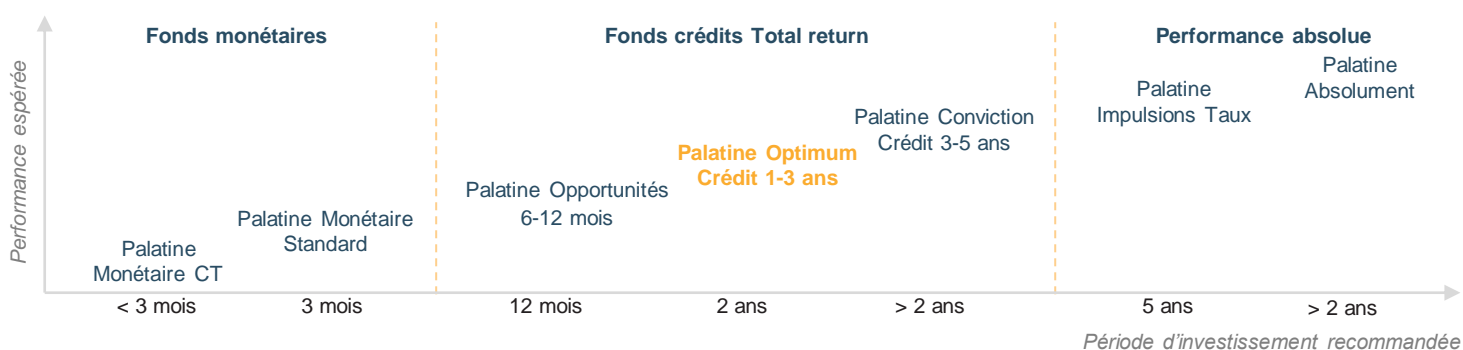 Fonds monétaires
Fonds crédits Total return
Performance absolue
Performance espérée
Palatine
Monétaire CT
Palatine Monétaire
Standard
Palatine Opportunités
6-12 mois
Palatine Optimum
Crédit 1-3 ans
Palatine Conviction
Crédit 3-5 ans
Palatine
Impulsions Taux
Palatine
Absolument
< 3 mois
3 mois
12 mois
2 ans
> 2 ans
5 ans
> 2 ans
Période d'investissement recommandée